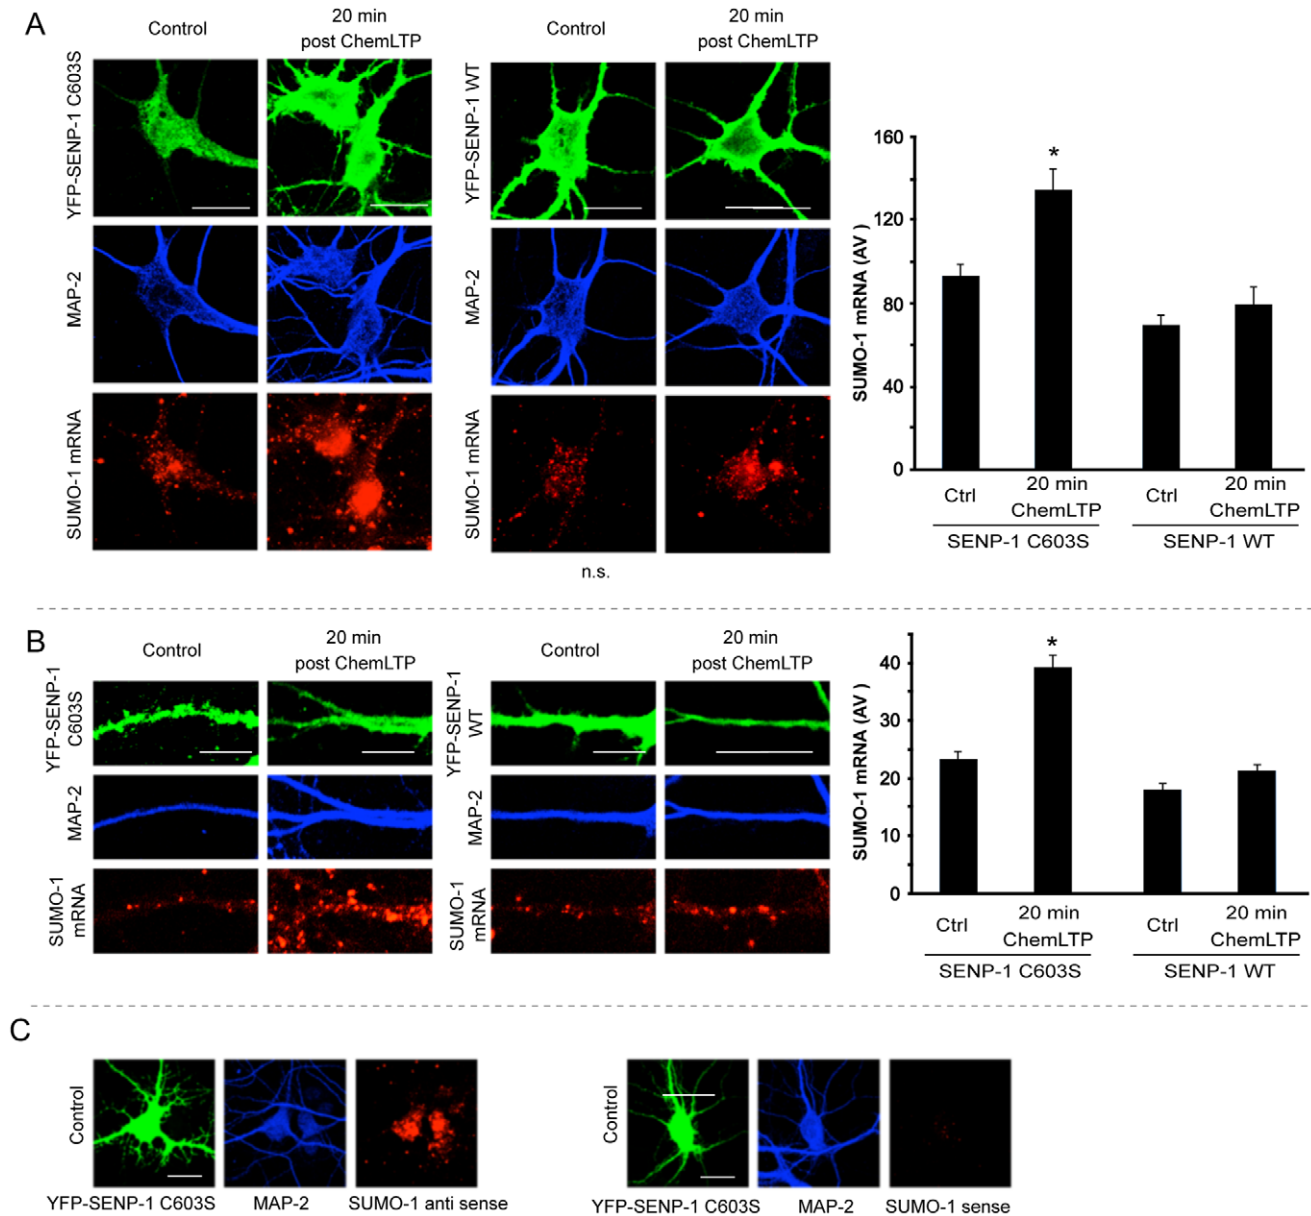 A
Control
20 min
post ChemLTP
Control
20 min
post ChemLTP
YFP-SENP-1 C603S
MAP-2
SUMO-1 mRNA
YFP-SENP-1 WT
MAP-2
SUMO-1 mRNA
n.s.
SUMO-1 mRNA (AV )
160
120
80
40
0
*
Ctrl
20 min
ChemLTP
Ctrl
20 min
ChemLTP
SENP-1 C603S
SENP-1 WT
B
Control
20 min
post ChemLTP
Control
20 min
post ChemLTP
YFP-SENP-1
C603S
MAP-2
SUMO-1
mRNA
YFP-SENP-1
WT
MAP-2
SUMO-1
mRNA
SUMO-1 mRNA (AV )
40
30
20
10
0
*
Ctrl
20 min
ChemLTP
Ctrl
20 min
ChemLTP
SENP-1 C603S
SENP-1 WT
C
Control
YFP-SENP-1 C603S
MAP-2
SUMO-1 anti sense
Control
YFP-SENP-1 C603S
MAP-2
SUMO-1 sense